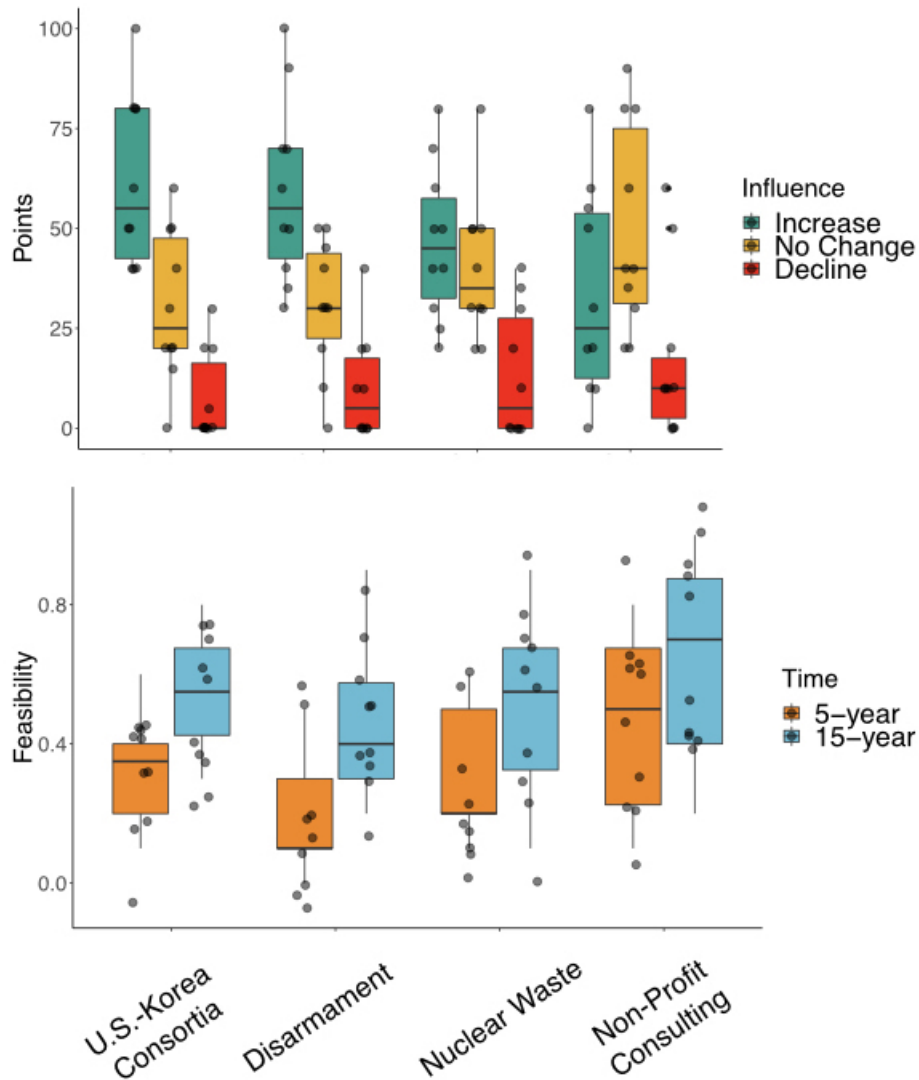 100
75
50
25
0
Points
Influence
Increase
No Change
Decline
0.8
0.4
0.0
Feasibility
Time
5−year
15−year
U.S.-Korea
Consortia
Disarmament
Nuclear Waste
Non-Profit
Consulting